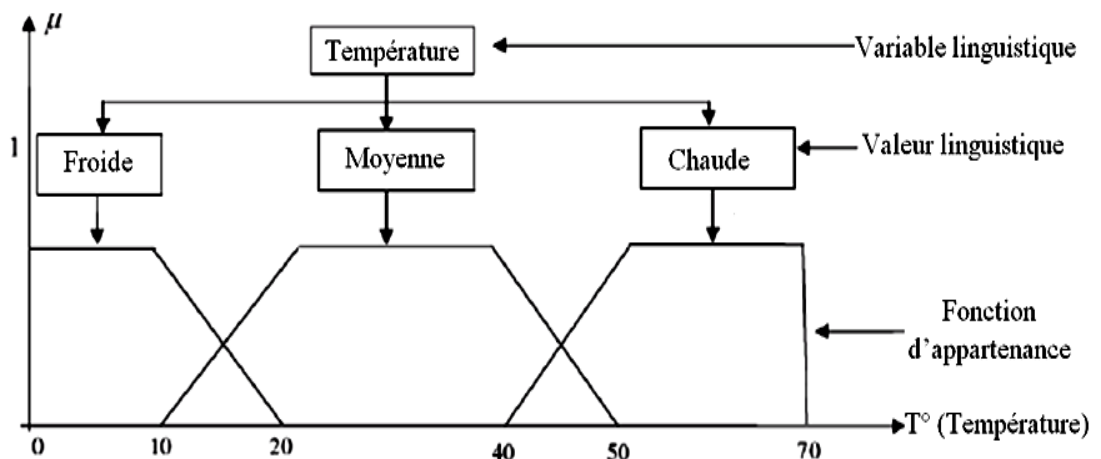 μ
Température
Variable linguistique
1
Froide
Moyenne
Chaude
Valeur linguistique
Fonction
d'appartenance
T° (Température)
0
10
20
40
50
70